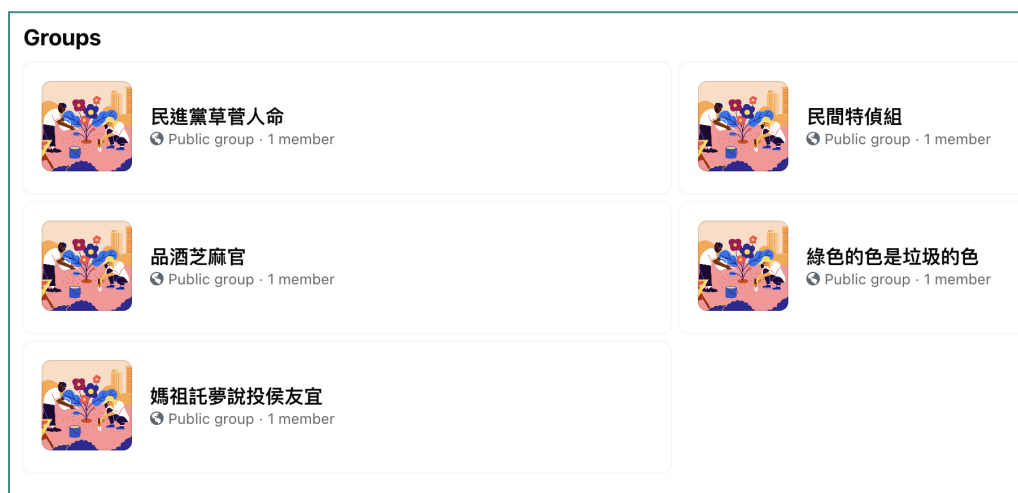 Groups
民進黨草菅人命
Public group · 1 member
民間特偵組
Public group · 1 member
品酒芝麻官
Public group · 1 member
綠色的色是垃圾的色
Public group · 1 member
媽祖託夢說投侯友宜
Public group · 1 member